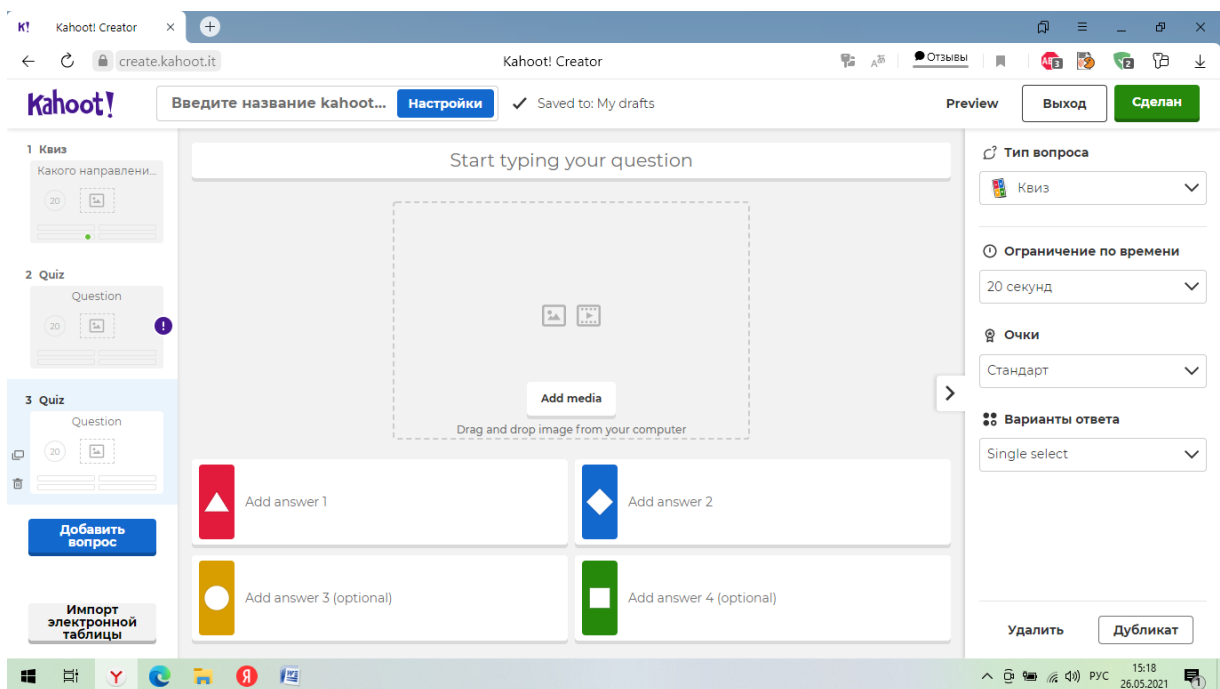 K! Kahoot! Creator
create.kahoot.it
Kahoot! Creator
Отзывы
3
2
Kahoot!
Введите название kahoot...
Настройки
Saved to: My drafts
Preview
Выход
Сделан
1 Квиз
Какого направлени...
20
2 Quiz
Question
20
!
3 Quiz
Question
20
Добавить
вопрос
Импорт
электронной
таблицы
Start typing your question
Add media
Drag and drop image from your computer
Add answer 1
Add answer 2
Add answer 3 (optional)
Add answer 4 (optional)
Тип вопроса
Квиз
Ограничение по времени
20 секунд
Очки
Стандарт
Варианты ответа
Single select
Удалить
Дубликат
РУС
15:18
26.05.2021
1